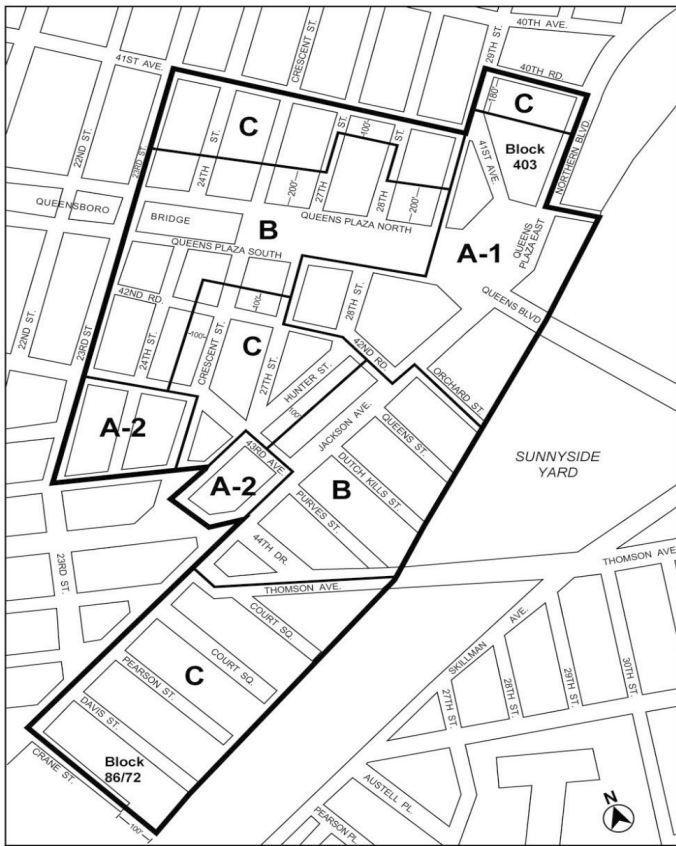 40TH AVE.
29TH ST.
CRESCENT ST.
41ST AVE.
40TH RD.
180'
C
C
Block
403
NORTHERN BLVD.
22ND ST.
23RD ST.
24TH
ST.
200'
27TH
ST.
100'
28TH
ST.
200'
41ST AVE.
QUEENSBORO
BRIDGE
QUEENS PLAZA NORTH
B
QUEENS PLAZA SOUTH
A-1
QUEENS
PLAZA EAST
QUEENS BLVD
42ND RD.
22ND ST.
23RD ST
24TH ST.
100'
100'
CRESCENT ST.
C
27TH ST.
28TH ST.
42ND RD.
HUNTER ST.
100'
ORCHARD ST.
JACKSON AVE.
QUEENS ST.
A-2
43RD AVE
A-2
DUTCH KILLS ST.
B
PURVES ST.
44TH DR.
SUNNYSIDE
YARD
23RD ST.
THOMSON AVE.
THOMSON AVE.
COURT SQ.
COURT SQ.
C
PEARSON ST.
DAVIS ST.
Block
86/72
CRANE ST.
100'
SKILLMAN
AVE.
27TH ST.
28TH ST.
29TH ST.
30TH ST.
AUSTELL PL.
PEARSON PL.
N